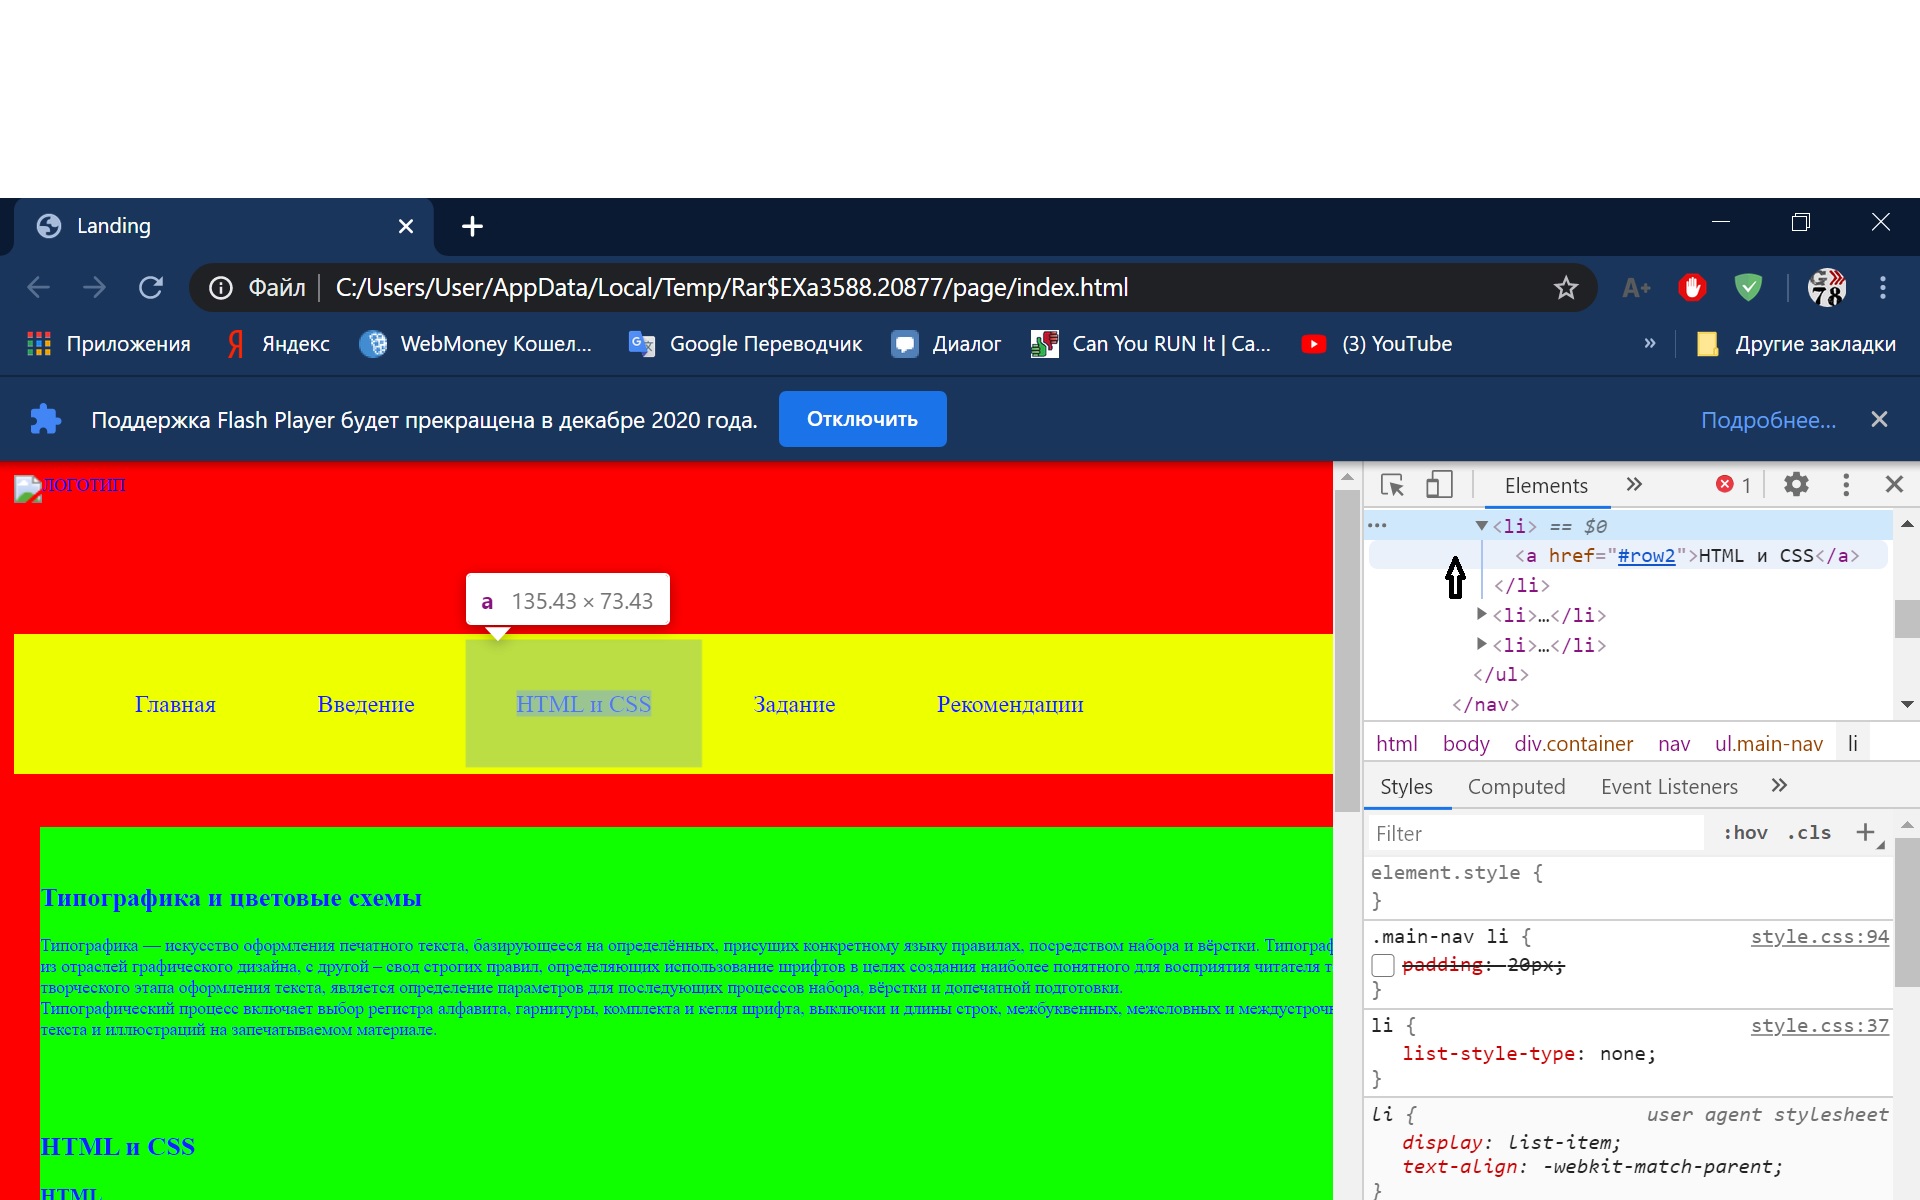 Landing
Файл
C:/Users/User/AppData/Local/Temp/Rar$EXa3588.20877/page/index.html
A+
78
Приложения
Яндекс
WebMoney Кошел...
Google Переводчик
Диалог
Can You RUN It | Ca...
(3) YouTube
»
Другие закладки
Поддержка Flash Player будет прекращена в декабре 2020 года.
Отключить
Подробнее...
ЛОГОТИП
a 135.43 × 73.43
Главная
Введение
HTML и CSS
Задание
Рекомендации
Типографика и цветовые схемы
Типографика — искусство оформления печатного текста, базирующееся на определённых, присущих конкретному языку правилах, посредством набора и вёрстки. Типограф
из отраслей графического дизайна, с другой – свод строгих правил, определяющих использование шрифтов в целях создания наиболее понятного для восприятия читателя т
творческого этапа оформления текста, является определение параметров для последующих процессов набора, вёрстки и допечатной подготовки.
Типографический процесс включает выбор регистра алфавита, гарнитуры, комплекта и кегля шрифта, выключки и длины строк, межбуквенных, межсловных и междустроч
текста и иллюстраций на запечатываемом материале.
HTML и CSS
HTML
Elements
»
1
<li> == $0
<a href="#row2">HTML и CSS</a>
</li>
<li>…</li>
<li>…</li>
</ul>
</nav>
html body div.container nav ul.main-nav li
Styles Computed Event Listeners »
Filter
:hov .cls +
element.style {
}
.main-nav li {
style.css:94
padding: 20px;
}
li {
style.css:37
list-style-type: none;
}
li {
user agent stylesheet
display: list-item;
text-align: -webkit-match-parent;
}